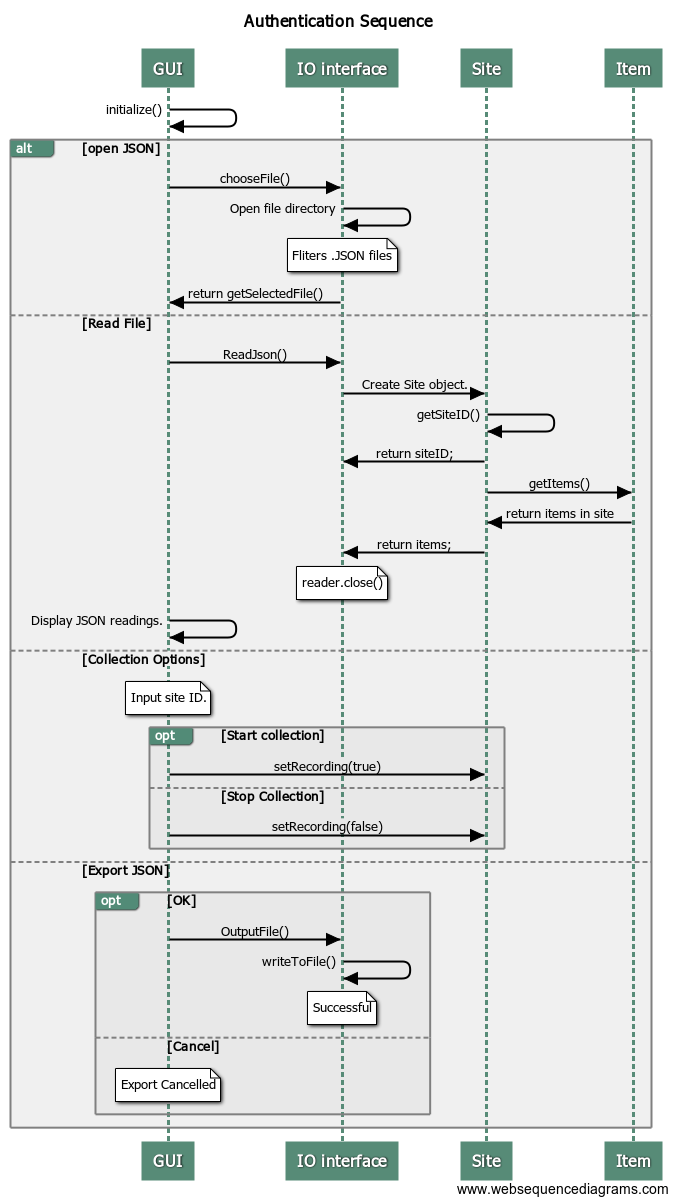 Authentication Sequence
GUI
IO interface
Site
Item
initialize()
alt
[open JSON]
chooseFile()
Open file directory
Fliters .JSON files
return getSelectedFile()
[Read File]
ReadJson()
Create Site object.
getSiteID()
return siteID;
getItems()
return items in site
return items;
reader.close()
Display JSON readings.
[Collection Options]
Input site ID.
opt
[Start collection]
setRecording(true)
[Stop Collection]
setRecording(false)
[Export JSON]
opt
[OK]
OutputFile()
writeToFile()
Successful
[Cancel]
Export Cancelled
GUI
IO interface
Site
Item
www.websequencediagrams.com